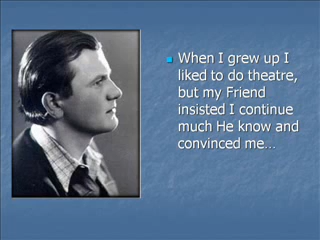 When I grew up I
liked to do theatre,
but my Friend
insisted I continue
much He know and
convinced me…